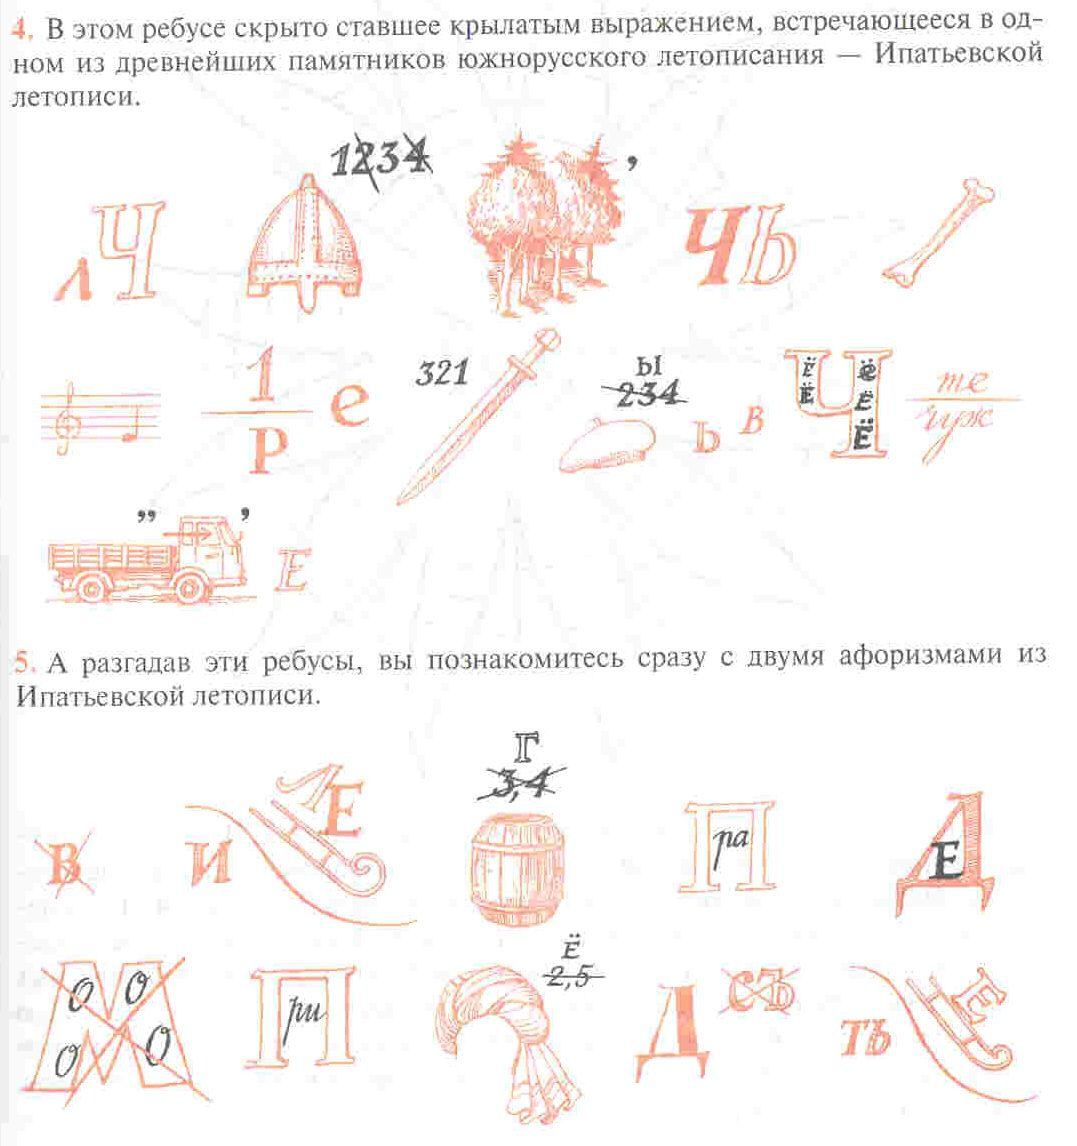 4. В этом ребусе скрыто ставшее крылатым выражением, встречающееся в од-
ном из древнейших памятников южнорусского летописания — Ипатьевской
летописи.
1234 ,
л Ч ЧЬ
321 Ы
234
1 Р е Ь В Ч Ё Ё Ё Ё Ё те чуж
,, ,
Е
5. А разгадав эти ребусы, вы познакомитесь сразу с двумя афоризмами из
Ипатьевской летописи.
Г
3,4
В И ЛЕ П ра Д Е
Ё
2,5
М О О О О П ри Д СЪ ТЬ Е